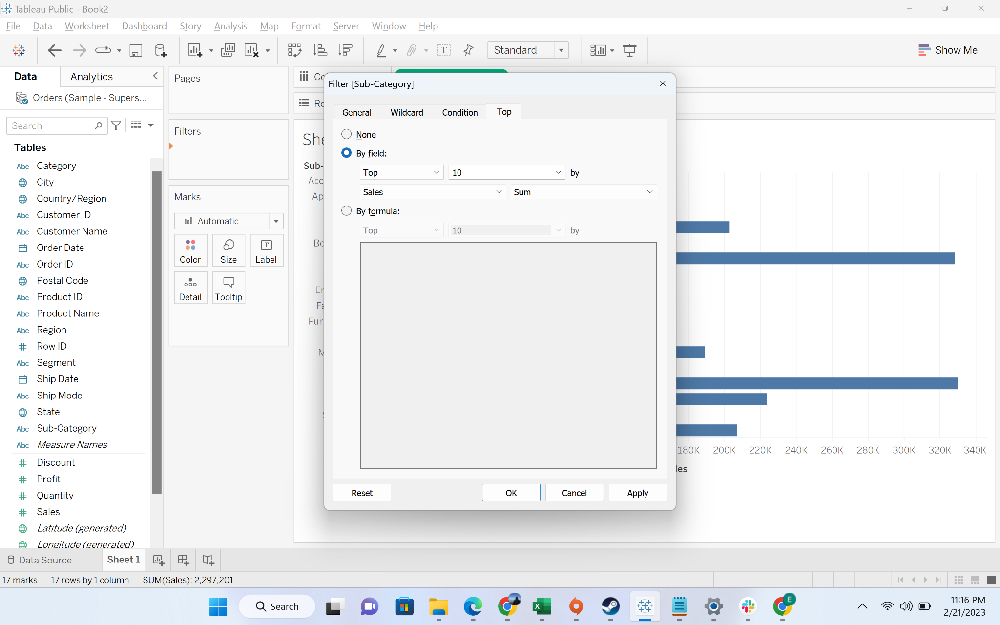 Tableau Public - Book2
File Data Worksheet Dashboard Story Analysis Map Format Server Window Help
Standard
Show Me
Data
Analytics
Orders (Sample - Supers...
Search
Tables
Abc Category
City
Country/Region
Abc Customer ID
Abc Customer Name
Order Date
Abc Order ID
Postal Code
Abc Product ID
Abc Product Name
Abc Region
Row ID
Abc Segment
Ship Date
Abc Ship Mode
State
Abc Sub-Category
Abc Measure Names
Discount
Profit
Quantity
Sales
Latitude (generated)
Longitude (generated)
Pages
Filters
Marks
Automatic
Color
Size
T
Label
Detail
Tooltip
Co
Ro
She
Sub-
Acc
Ap
Bo
Er
Fa
Furi
Filter [Sub-Category]
General
Wildcard
Condition
Top
None
By field:
Top
10
by
Sales
Sum
By formula:
Top
10
by
Reset
OK
Cancel
Apply
180K 200K 220K 240K 260K 280K 300K 320K 340K
les
Data Source
Sheet 1
17 marks
17 rows by 1 column
SUM(Sales): 2,297,201
Search
11:16 PM
2/21/2023